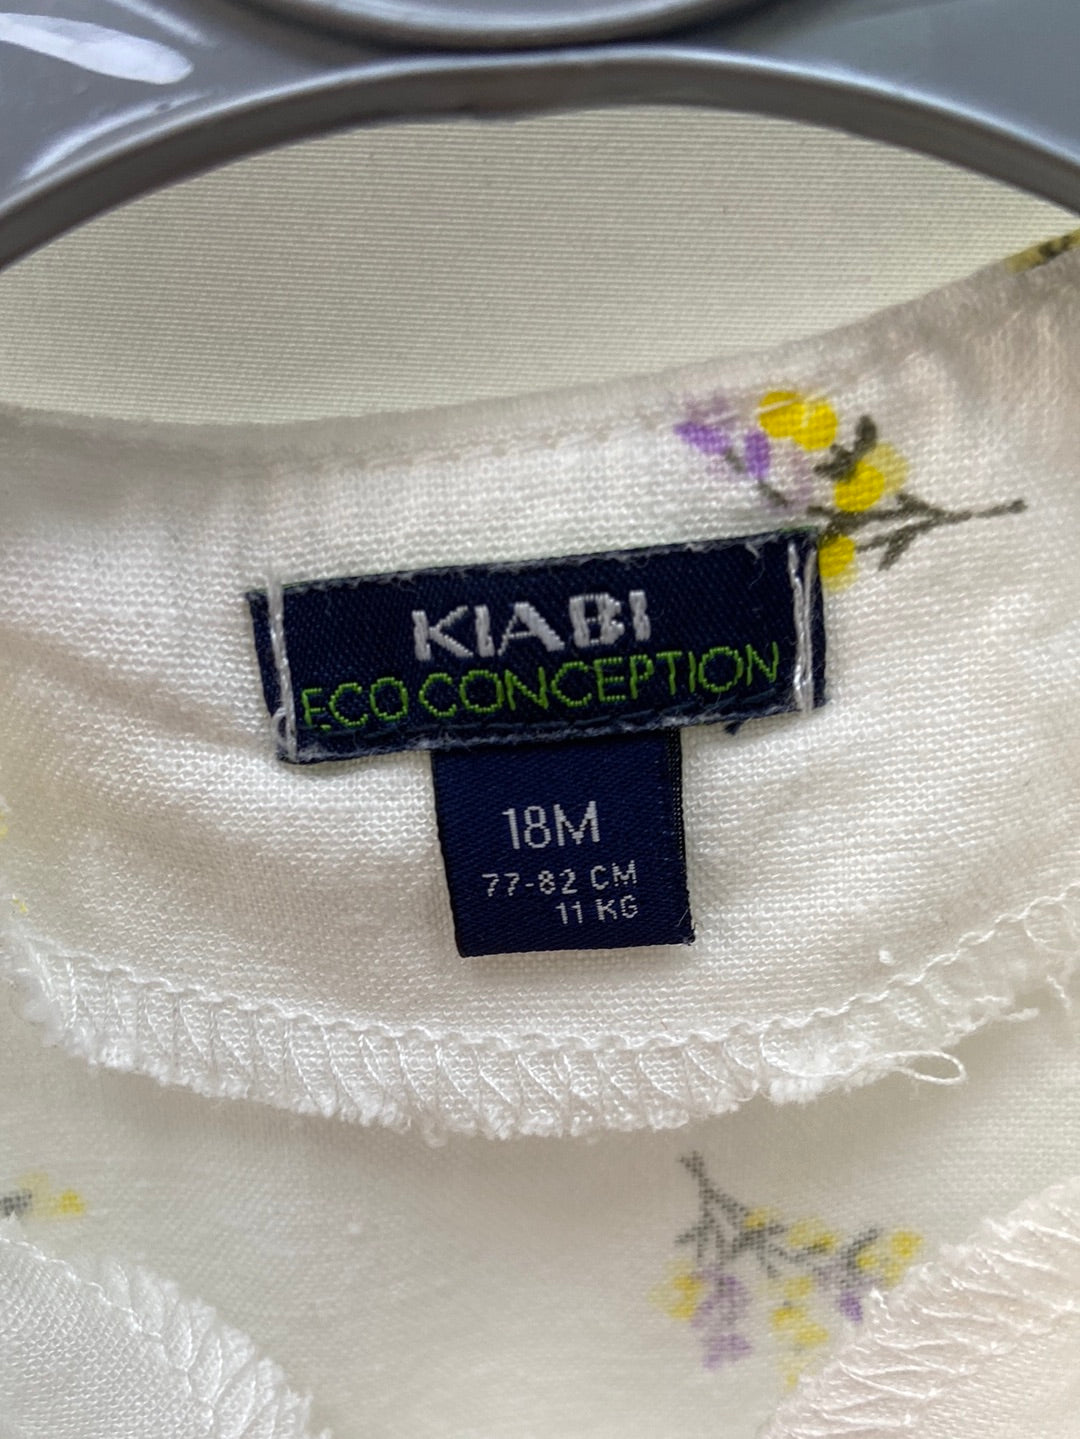 KIABI
ECO CONCEPTION
18M
77-82 CM
11 KG